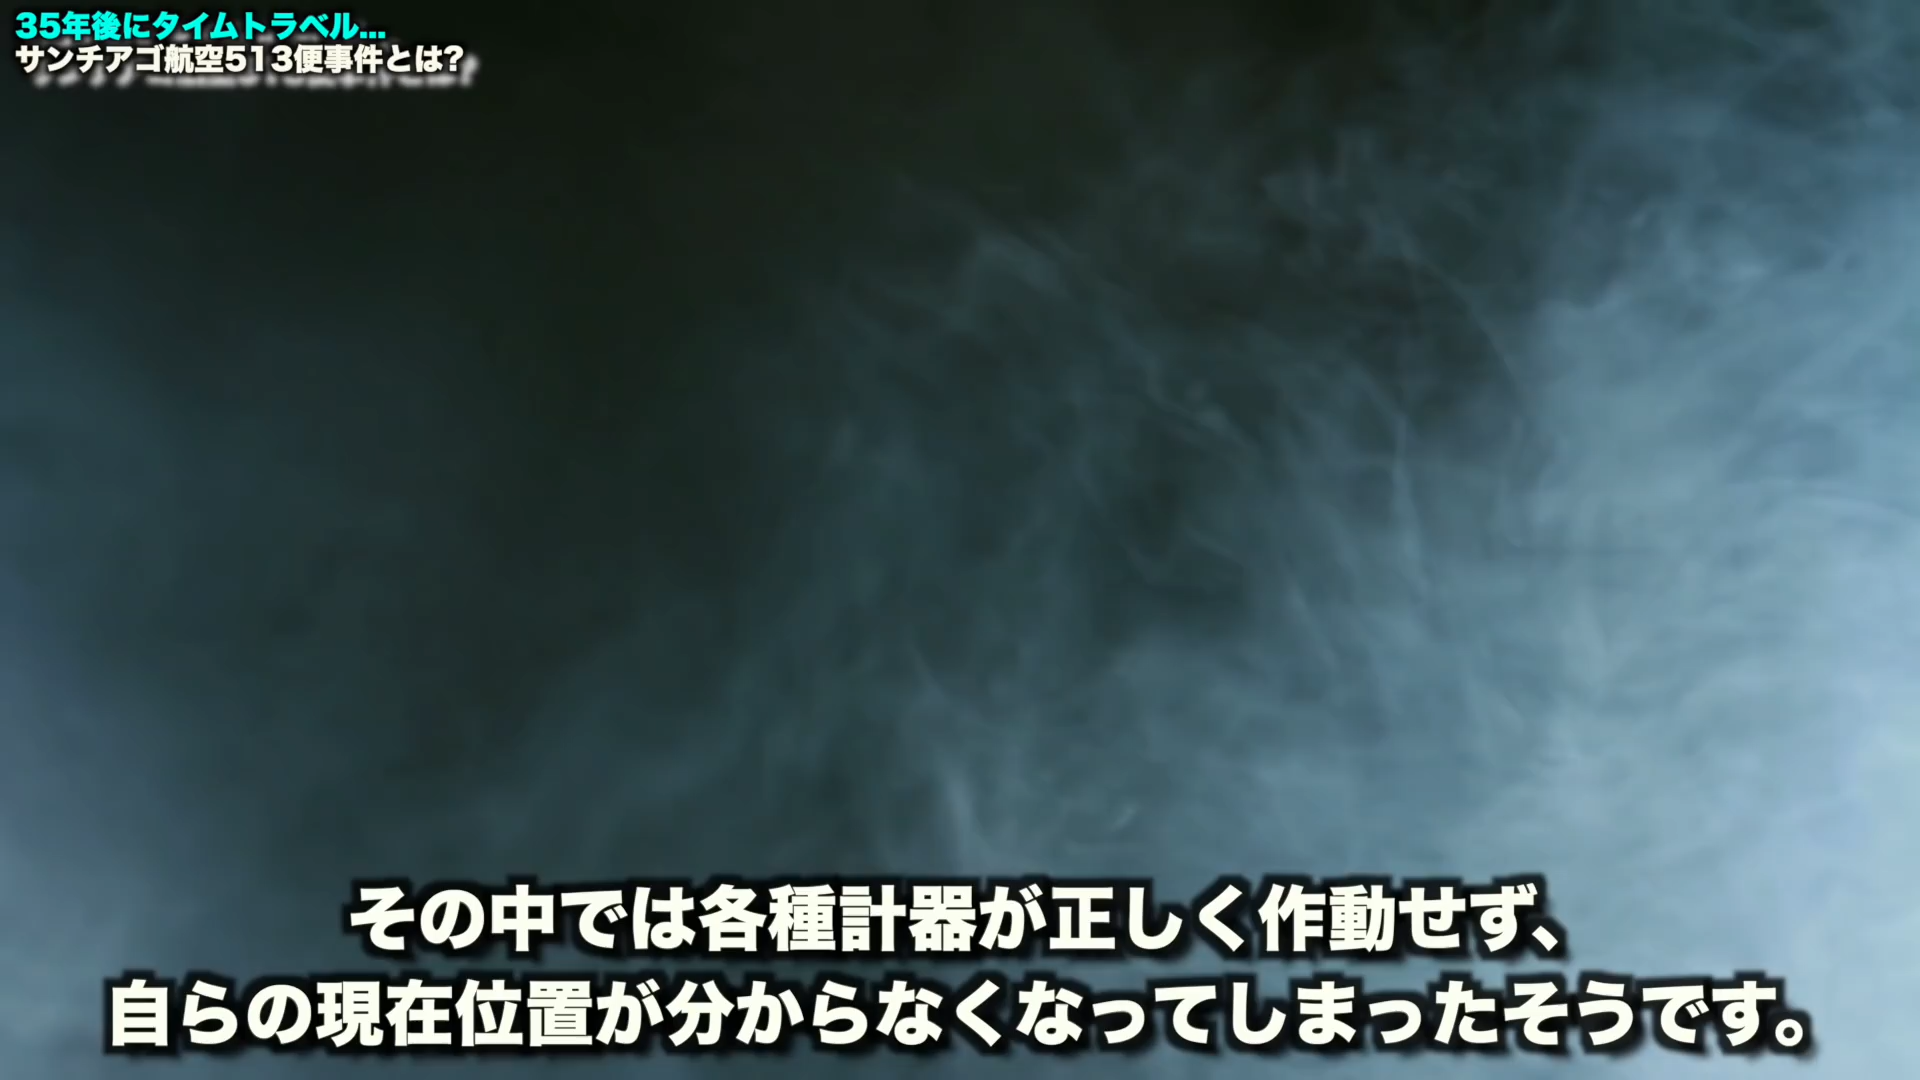 35年後にタイムトラベル...
サンチアゴ航空513便事件とは?
その中では各種計器が正しく作動せず、
自らの現在位置が分からなくなってしまったそうです。